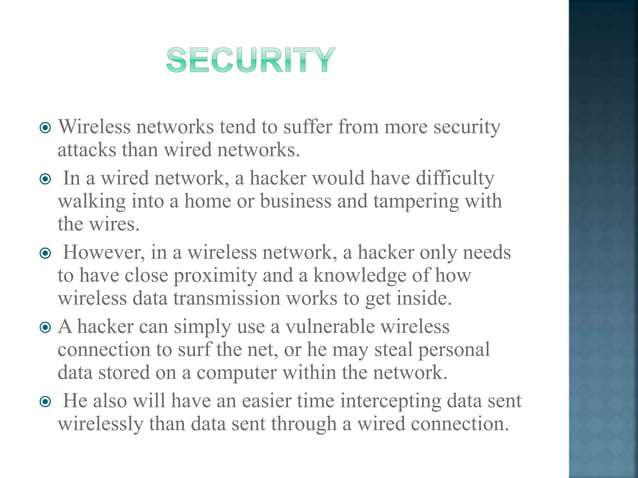 SECURITY
Wireless networks tend to suffer from more security
attacks than wired networks.
In a wired network, a hacker would have difficulty
walking into a home or business and tampering with
the wires.
However, in a wireless network, a hacker only needs
to have close proximity and a knowledge of how
wireless data transmission works to get inside.
A hacker can simply use a vulnerable wireless
connection to surf the net, or he may steal personal
data stored on a computer within the network.
He also will have an easier time intercepting data sent
wirelessly than data sent through a wired connection.